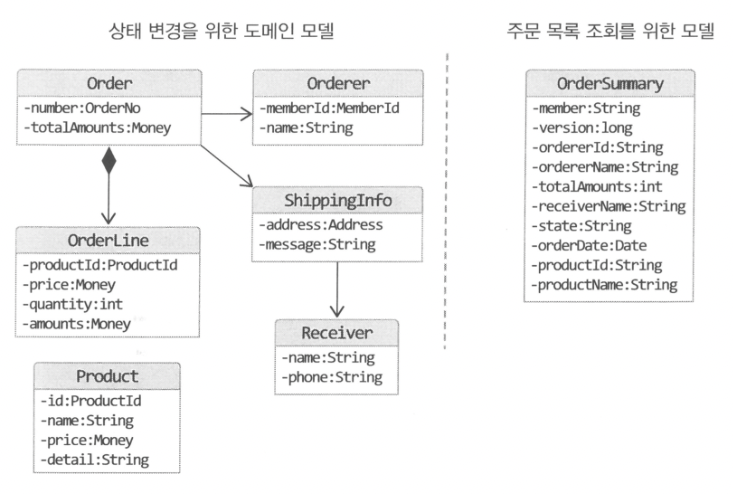 상태 변경을 위한 도메인 모델
주문 목록 조회를 위한 모델
Order
-number:OrderNo
-totalAmounts:Money
Orderer
-memberId:MemberId
-name:String
ShippingInfo
-address:Address
-message:String
OrderLine
-productId:ProductId
-price:Money
-quantity:int
-amounts:Money
Receiver
-name:String
-phone:String
Product
-id:ProductId
-name:String
-price:Money
-detail:String
OrderSummary
-member:String
-version:long
-ordererId:String
-ordererName:String
-totalAmounts:int
-receiverName:String
-state:String
-orderDate:Date
-productId:String
-productName:String